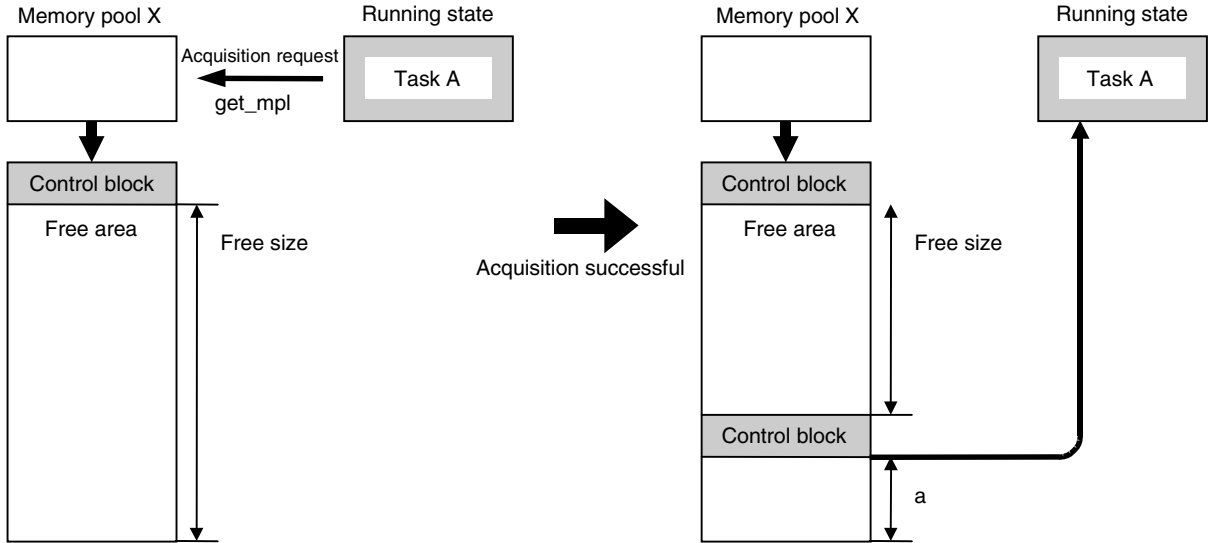 Memory pool X
Running state
Acquisition request
Task A
get_mpl
Control block
Free area
Free size
Acquisition successful
Memory pool X
Running state
Task A
Control block
Free area
Free size
Control block
a